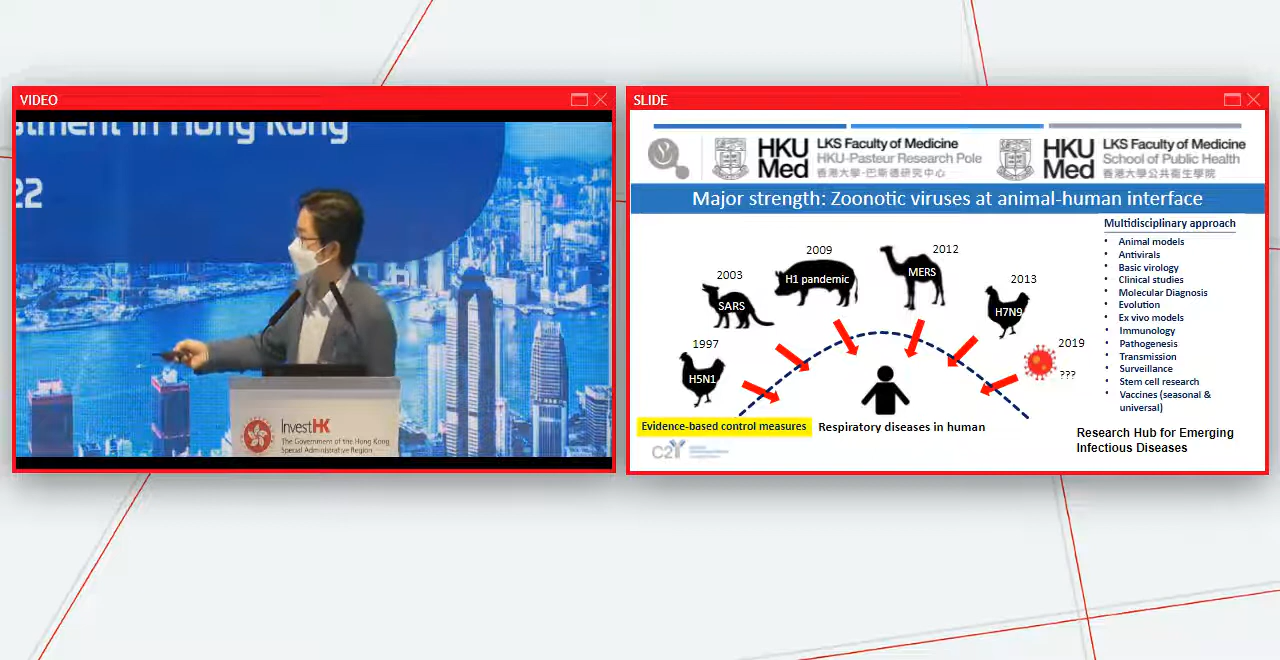 VIDEO
stment in Hong Kong
22
InvestHK
The Government of the Hong Kong
Special Administrative Region
SLIDE
HKU
Med
LKS Faculty of Medicine
HKU-Pasteur Research Pole
香港大學-巴斯德研究中心
HKU
Med
LKS Faculty of Medicine
School of Public Health
香港大學公共衞生學院
Major strength: Zoonotic viruses at animal-human interface
1997
H5N1
2003
SARS
2009
H1 pandemic
2012
MERS
2013
H7N9
2019
???
Evidence-based control measures
Respiratory diseases in human
Multidisciplinary approach
• Animal models
• Antivirals
• Basic virology
• Clinical studies
• Molecular Diagnosis
• Evolution
• Ex vivo models
• Immunology
• Pathogenesis
• Transmission
• Surveillance
• Stem cell research
• Vaccines (seasonal &
universal)
Research Hub for Emerging
Infectious Diseases